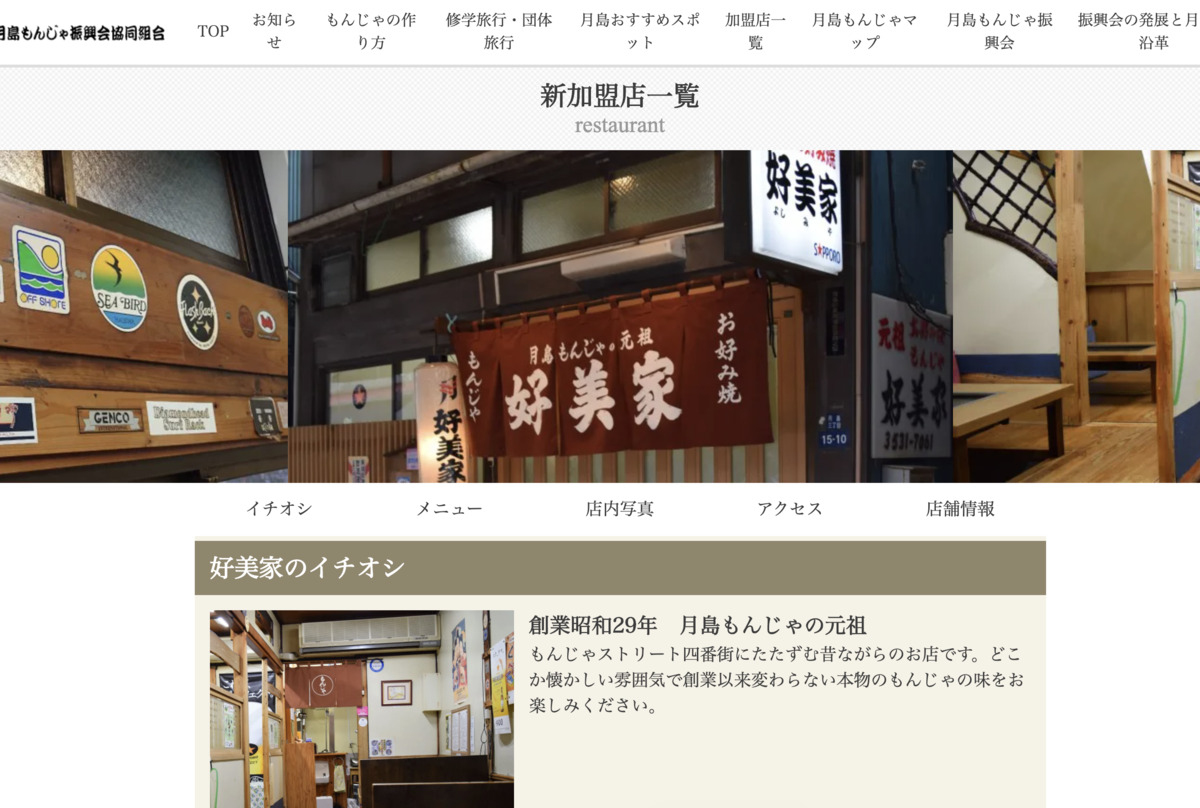 月島もんじゃ振興会協同組合
TOP
お知ら
せ
もんじゃの作
り方
修学旅行・団体
旅行
月島おすすめスポ
ット
加盟店一
覧
月島もんじゃマ
ップ
月島もんじゃ振
興会
振興会の発展と月
沿革
新加盟店一覧
restaurant
OFF SHORE
SEA BIRD
FlashBack
GENCO
Diamondhead
Surf Rock
好美家
よしみや
SAPPORO
月島もんじゃ。元祖
好美家
もんじゃ
お好み焼
月
好美家
15-10
元祖
もんじゃ
好美家
3531-7001
イチオシ
メニュー
店内写真
アクセス
店舗情報
好美家のイチオシ
もんじゃ
創業昭和29年　月島もんじゃの元祖
もんじゃストリート四番街にたたずむ昔ながらのお店です。どこ
か懐かしい雰囲気で創業以来変わらない本物のもんじゃの味をお
楽しみください。